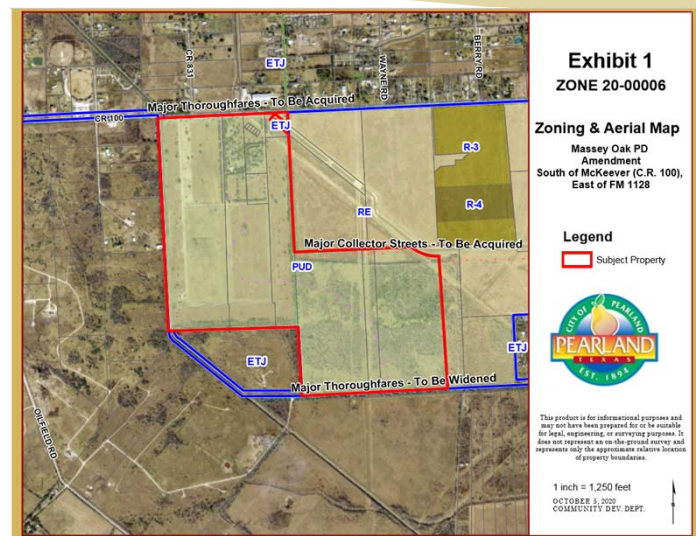 Exhibit 1
ZONE 20-00006
Zoning & Aerial Map
Massey Oak PD
Amendment
South of McKeever (C.R. 100),
East of FM 1128
Legend
Subject Property
CITY OF PEARLAND
PEARLAND
TEXAS
EST. 1894
This product is for informational purposes and
may not have been prepared for or be suitable
for legal, engineering, or surveying purposes. It
does not represent an on-the-ground survey and
represents only the approximate relative location
of property boundaries.
1 inch = 1,250 feet
OCTOBER 5, 2020
COMMUNITY DEV. DEPT.
CR 831
ETJ
WAYNE RD
BERRY RD
Major Thoroughfares - To Be Acquired
CR 100
ETJ
R-3
R-4
RE
Major Collector Streets - To Be Acquired
PUD
ETJ
ETJ
Major Thoroughfares - To Be Widened
OILFIELD RD